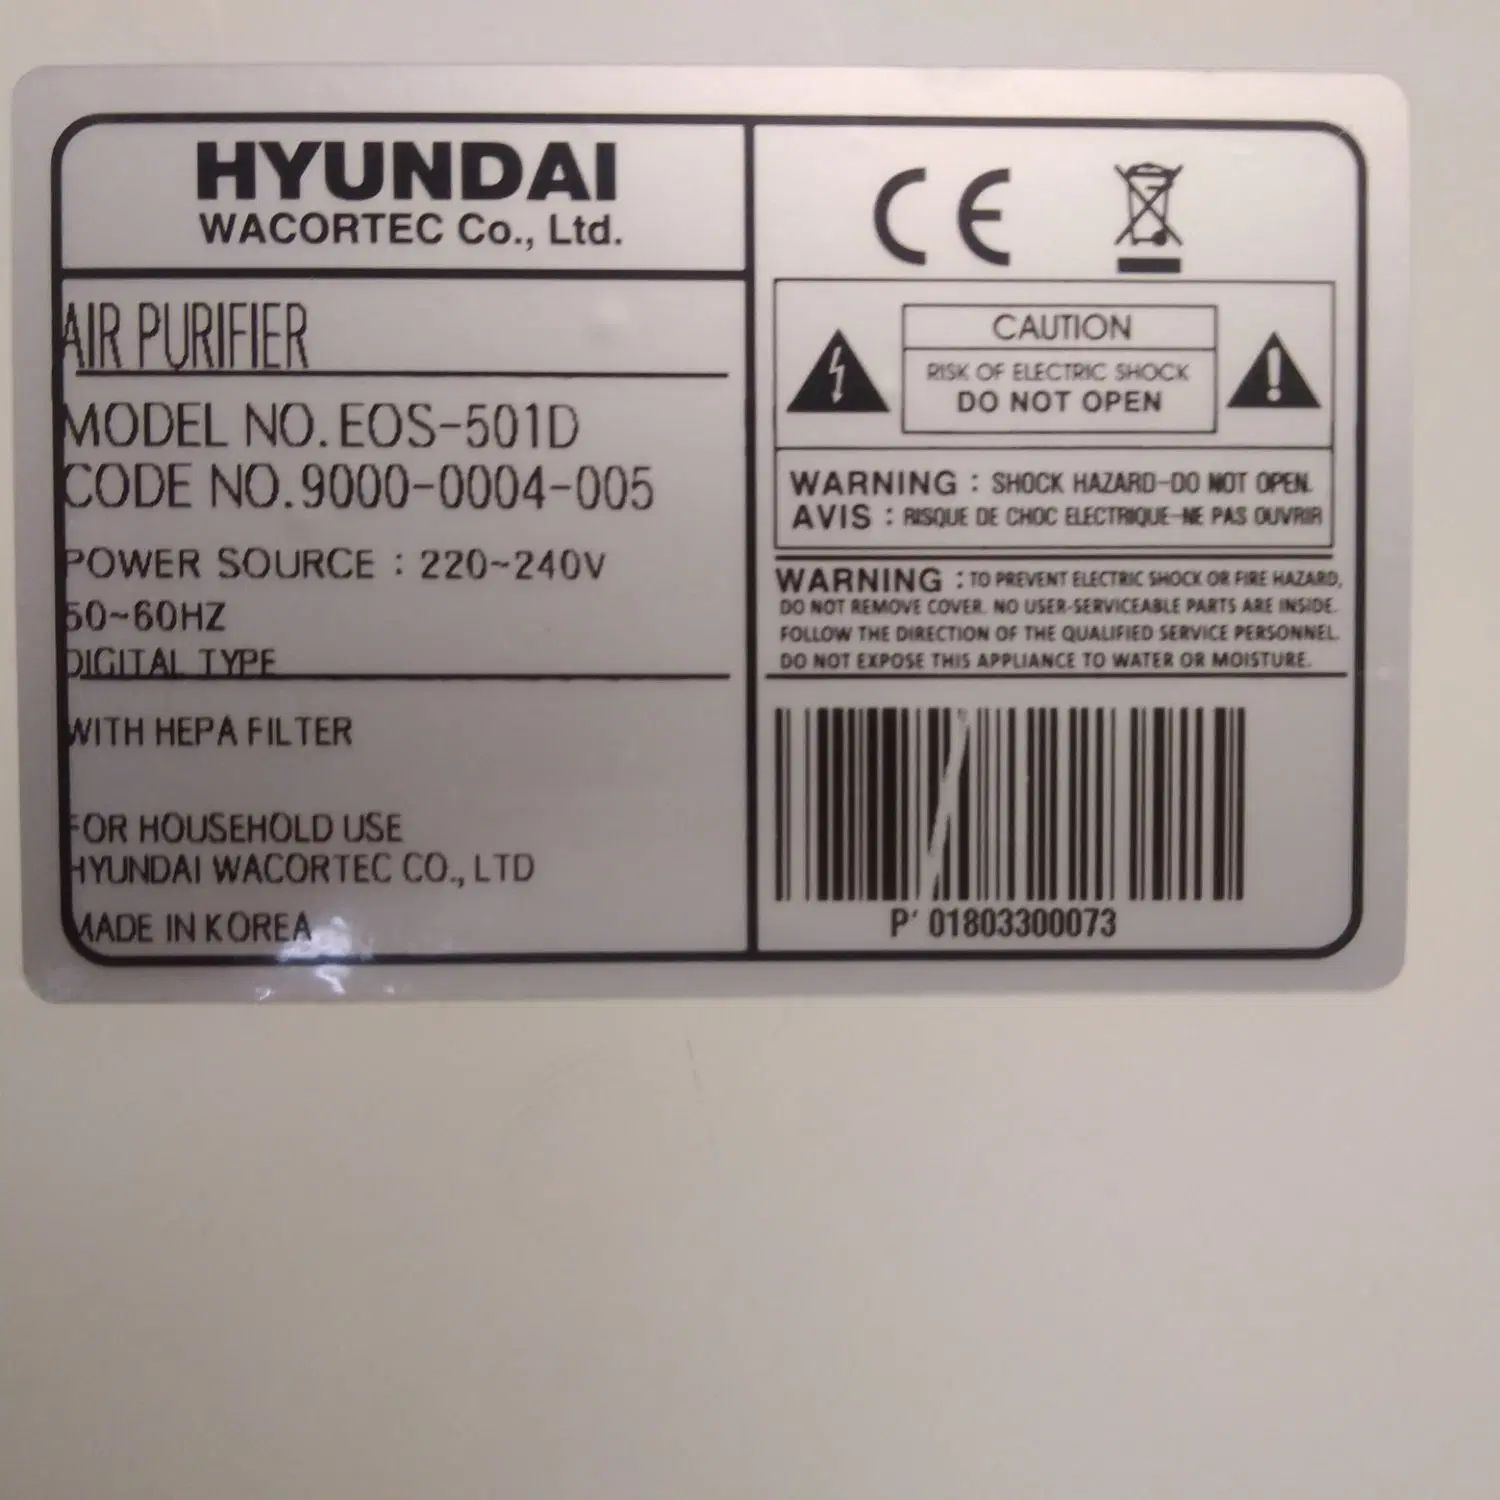 HYUNDAI
WACORTEC Co., Ltd.
AIR PURIFIER
MODEL NO. EOS-501D
CODE NO. 9000-0004-005
POWER SOURCE : 220~240V
50~60HZ
DIGITAL TYPE
WITH HEPA FILTER
FOR HOUSEHOLD USE
HYUNDAI WACORTEC CO., LTD
MADE IN KOREA
CE
CAUTION
RISK OF ELECTRIC SHOCK
DO NOT OPEN
WARNING : SHOCK HAZARD-DO NOT OPEN.
AVIS : RISQUE DE CHOC ELECTRIQUE-NE PAS OUVRIR
WARNING : TO PREVENT ELECTRIC SHOCK OR FIRE HAZARD,
DO NOT REMOVE COVER. NO USER-SERVICEABLE PARTS ARE INSIDE.
FOLLOW THE DIRECTION OF THE QUALIFIED SERVICE PERSONNEL.
DO NOT EXPOSE THIS APPLIANCE TO WATER OR MOISTURE.
P' 01803300073